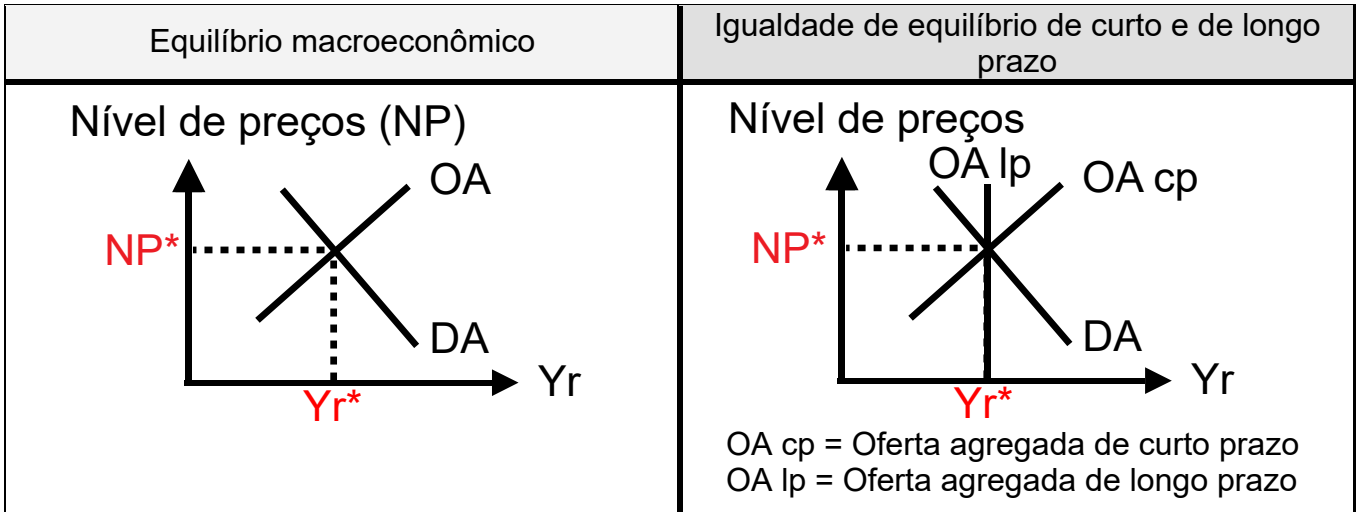 Equilíbrio macroeconômico
Igualdade de equilíbrio de curto e de longo
prazo
Nível de preços (NP)
OA
NP*
DA
Yr
Yr*
Nível de preços
OA lp
OA cp
NP*
DA
Yr
Yr*
OA cp = Oferta agregada de curto prazo
OA lp = Oferta agregada de longo prazo